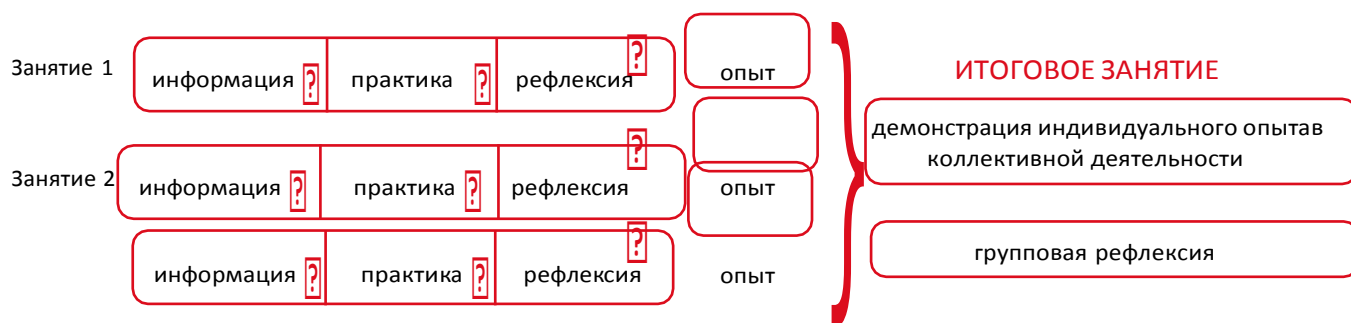 Занятие 1
информация ? практика ? рефлексия ? опыт
Занятие 2
информация ? практика ? рефлексия ? опыт
информация ? практика ? рефлексия ? опыт
ИТОГОВОЕ ЗАНЯТИЕ
демонстрация индивидуального опытав
коллективной деятельности
групповая рефлексия